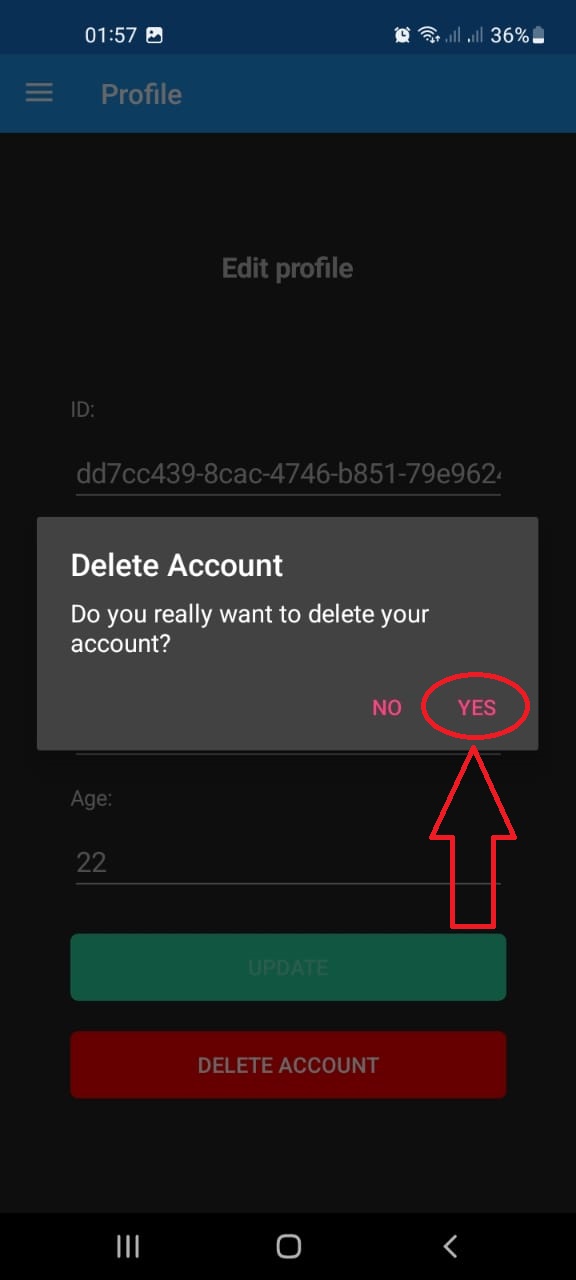 01:57
36%
Profile
Edit profile
ID:
dd7cc439-8cac-4746-b851-79e9624
Delete Account
Do you really want to delete your
account?
NO
YES
Age:
22
UPDATE
DELETE ACCOUNT